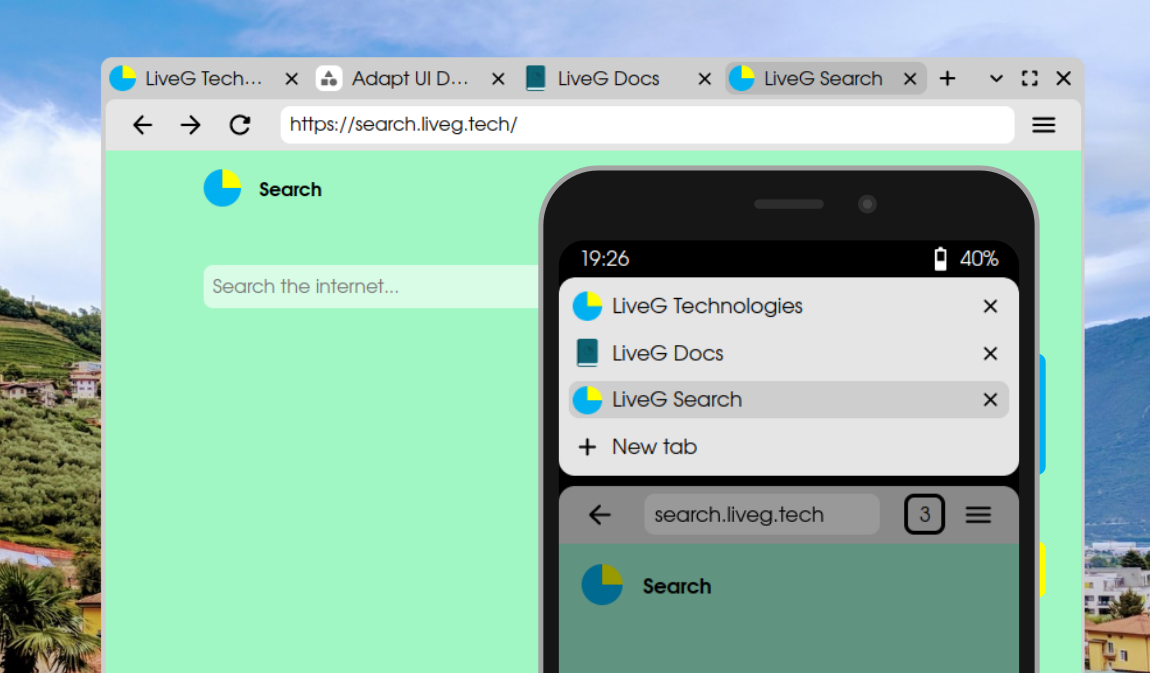 LiveG Tech...
Adapt UI D...
LiveG Docs
LiveG Search
https://search.liveg.tech/
Search
Search the internet...
19:26
40%
LiveG Technologies
LiveG Docs
LiveG Search
New tab
search.liveg.tech
3
Search